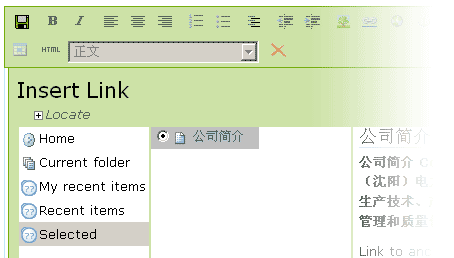 B I
HTML 正文
Insert Link
Locate
Home
Current folder
My recent items
Recent items
Selected
公司简介
公司简介
公司简介 C
（沈阳）电
生产技术、
管理和质量
Link to an